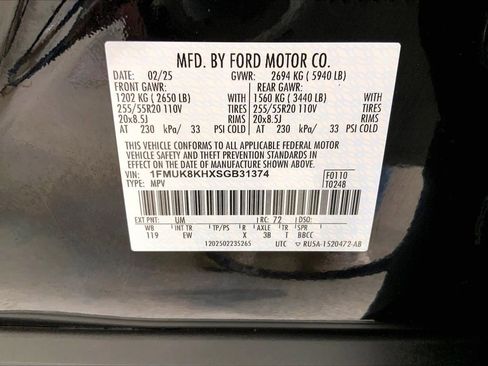 MFD. BY FORD MOTOR CO.
DATE: 02/25 GVWR: 2694 KG ( 5940 LB)
FRONT GAWR: REAR GAWR:
1202 KG ( 2650 LB) 1560 KG ( 3440 LB)
255/55R20 110V TIRES 255/55R20 110V TIRES
20x8.5J RIMS 20x8.5J RIMS
AT 230 kPa/ 33 PSI COLD AT 230 kPa/ 33 PSI COLD
THIS VEHICLE CONFORMS TO ALL APPLICABLE FEDERAL MOTOR
VEHICLE SAFETY AND THEFT PREVENTION STANDARDS IN
EFFECT ON THE DATE OF MANUFACTURE SHOWN ABOVE.
VIN: 1FMUK8KHXSGB31374 F0110
TYPE: MPV T0248
EXT PNT: UM RC: 72 DSO:
WB INT TR TP/PS R AXLE TR SPR
119 EW X 3B T BBCC
1202502235265 UTC RU5A-1520472-AB